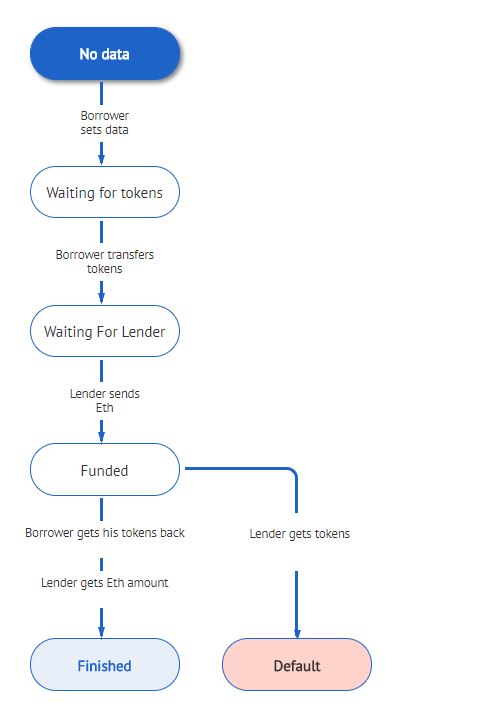 No data
Borrower
sets data
Waiting for tokens
Borrower transfers
tokens
Waiting For Lender
Lender sends
Eth
Funded
Borrower gets his tokens back
Lender gets tokens
Lender gets Eth amount
Finished
Default